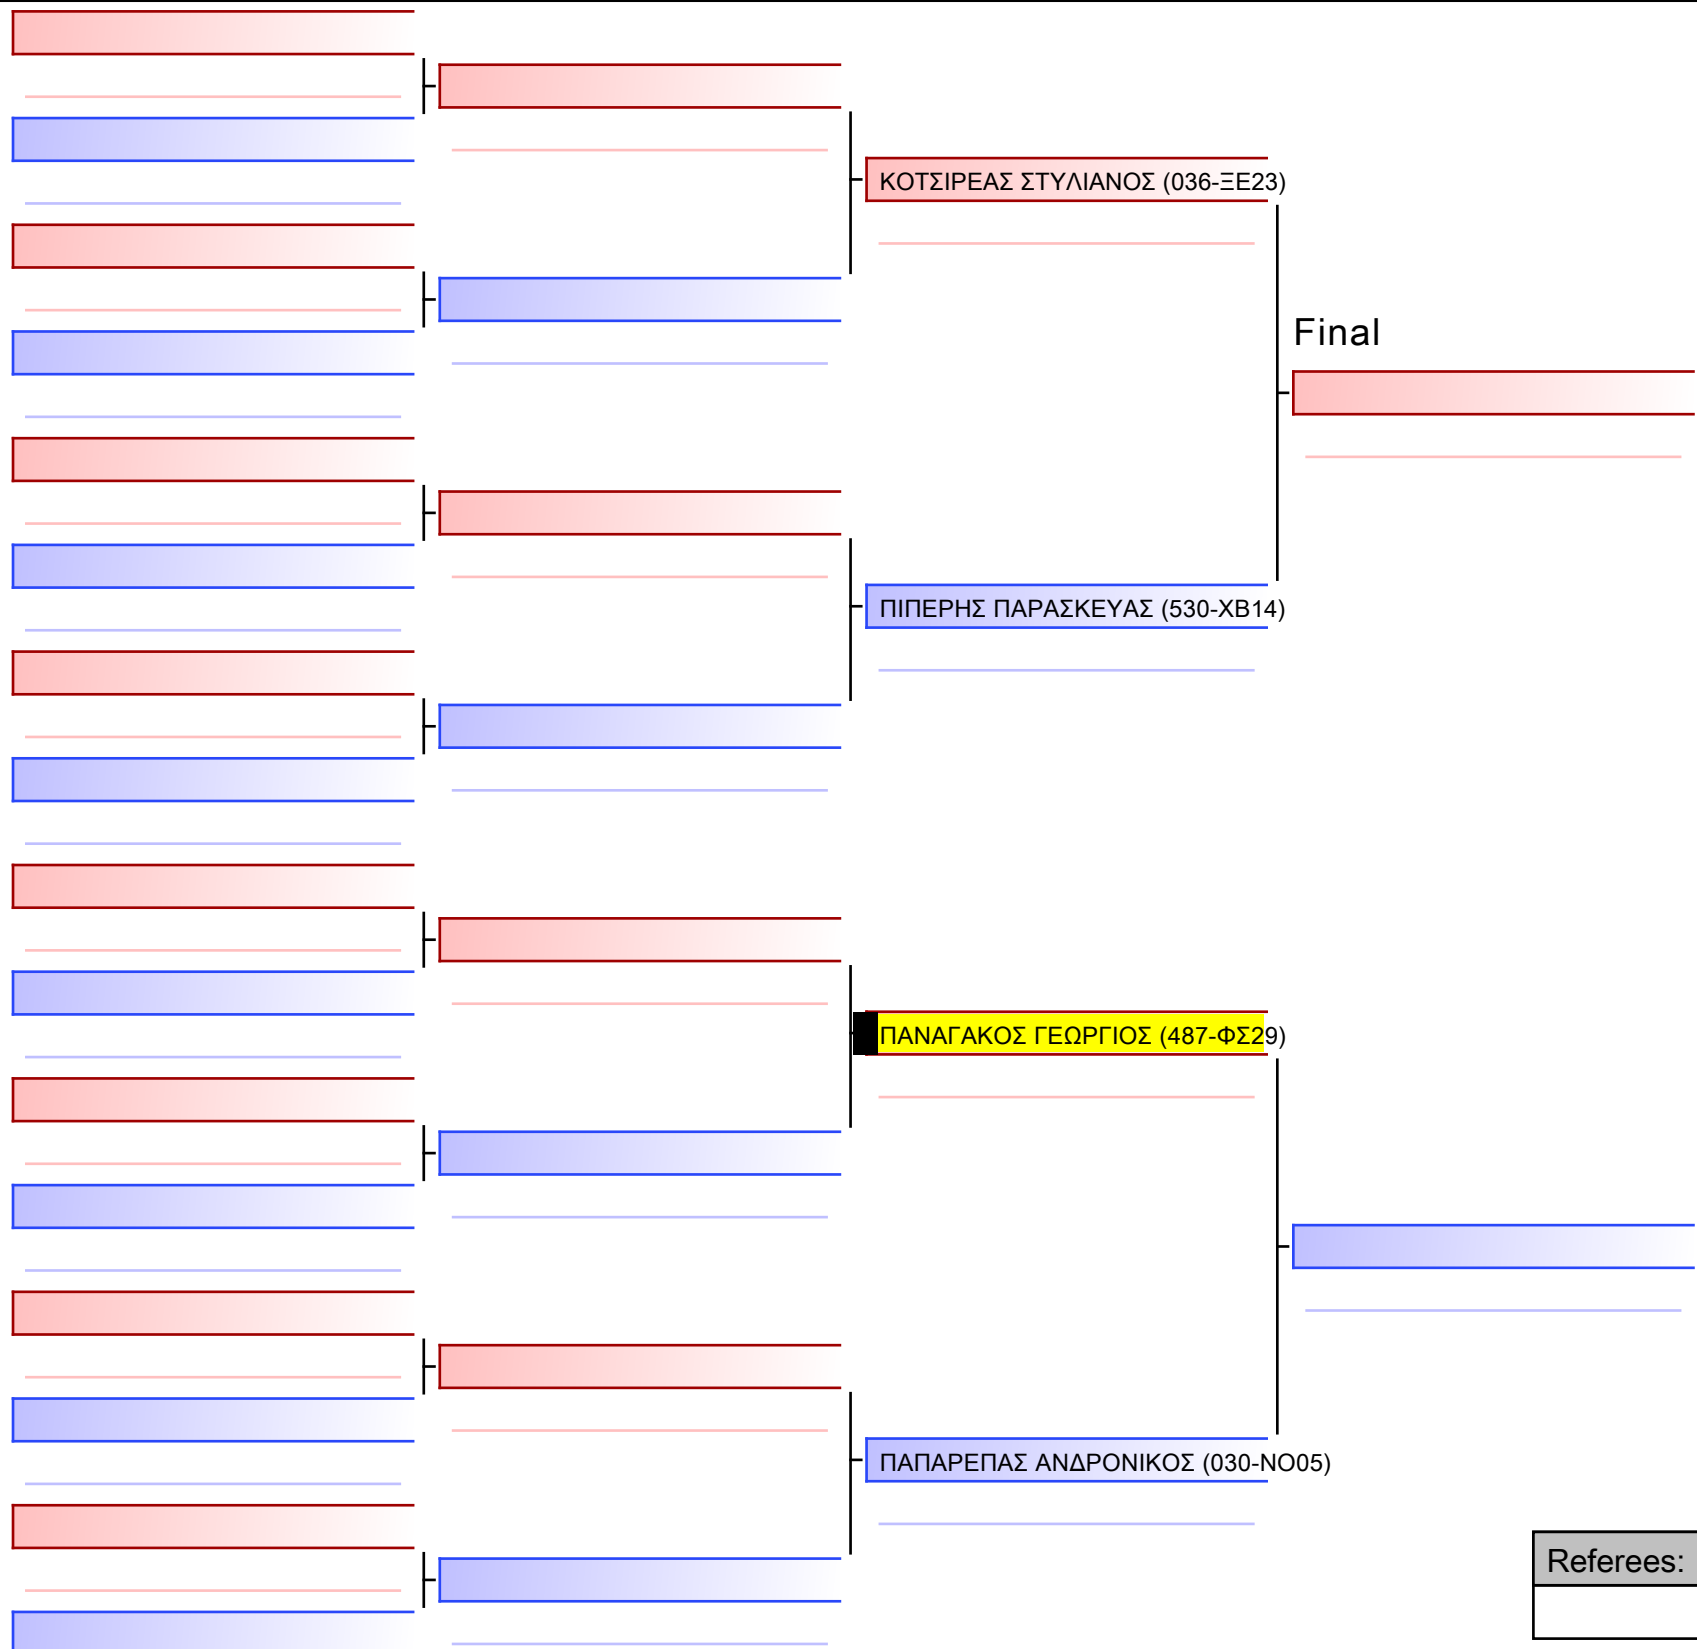 ΚΟΤΣΙΡΕΑΣ ΣΤΥΛΙΑΝΟΣ (036-ΞΕ23)
Final
ΠΙΠΕΡΗΣ ΠΑΡΑΣΚΕΥΑΣ (530-ΧΒ14)
ΠΑΝΑΓΑΚΟΣ ΓΕΩΡΓΙΟΣ (487-ΦΣ29)
ΠΑΠΑΡΕΠΑΣ ΑΝΔΡΟΝΙΚΟΣ (030-ΝΟ05)
Referees: